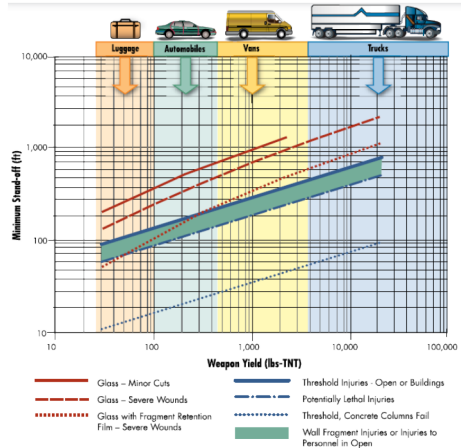 Luggage Automobiles Vans Trucks
10,000
1,000
100
10
Minimum Stand-off (ft)
10 100 1,000 10,000 100,000
Weapon Yield (lbs-TNT)
Glass – Minor Cuts
Glass – Severe Wounds
Glass with Fragment Retention
Film – Severe Wounds
Threshold Injuries - Open or Buildings
Potentially Lethal Injuries
Threshold, Concrete Columns Fail
Wall Fragment Injuries or Injuries to
Personnel in Open